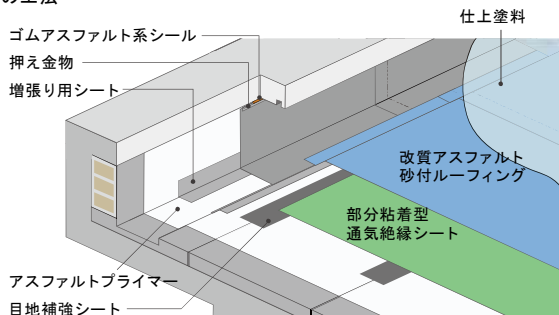 の工法
仕上塗料
ゴムアスファルト系シール
押え金物
増張り用シート
改質アスファルト
砂付ルーフィング
部分粘着型
通気絶縁シート
アスファルトプライマー
目地補強シート